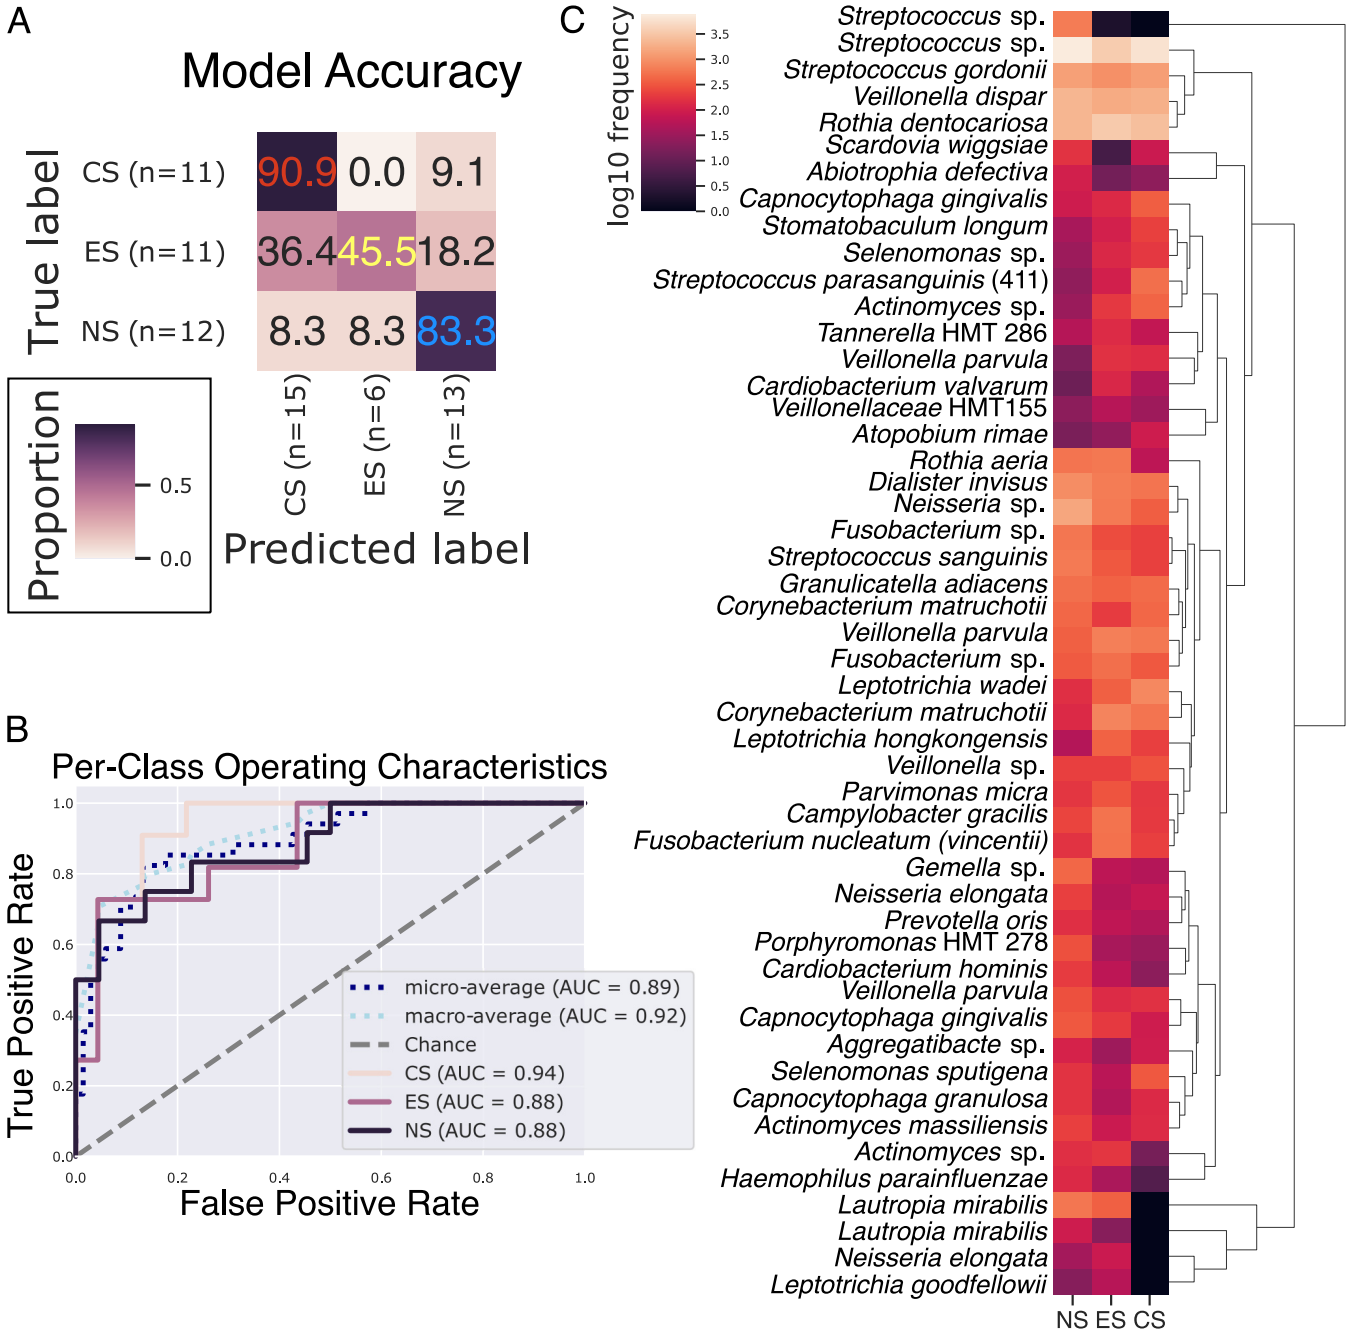 A
Model Accuracy
True label
CS (n=11)
90.9 0.0 9.1
ES (n=11)
36.4 45.5 18.2
NS (n=12)
8.3 8.3 83.3
CS (n=15)
ES (n=6)
NS (n=13)
Predicted label
Proportion
0.5
0.0
B
Per-Class Operating Characteristics
True Positive Rate
1.0
0.8
0.6
0.4
0.2
0.0
0.0 0.2 0.4 0.6 0.8 1.0
False Positive Rate
micro-average (AUC = 0.89)
macro-average (AUC = 0.92)
Chance
CS (AUC = 0.94)
ES (AUC = 0.88)
NS (AUC = 0.88)
C
log10 frequency
3.5
3.0
2.5
2.0
1.5
1.0
0.5
0.0
Streptococcus sp.
Streptococcus sp.
Streptococcus gordonii
Veillonella dispar
Rothia dentocariosa
Scardovia wiggsiae
Abiotrophia defectiva
Capnocytophaga gingivalis
Stomatobaculum longum
Selenomonas sp.
Streptococcus parasanguinis (411)
Actinomyces sp.
Tannerella HMT 286
Veillonella parvula
Cardiobacterium valvarum
Veillonellaceae HMT155
Atopobium rimae
Rothia aeria
Dialister invisus
Neisseria sp.
Fusobacterium sp.
Streptococcus sanguinis
Granulicatella adiacens
Corynebacterium matruchotii
Veillonella parvula
Fusobacterium sp.
Leptotrichia wadei
Corynebacterium matruchotii
Leptotrichia hongkongensis
Veillonella sp.
Parvimonas micra
Campylobacter gracilis
Fusobacterium nucleatum (vincentii)
Gemella sp.
Neisseria elongata
Prevotella oris
Porphyromonas HMT 278
Cardiobacterium hominis
Veillonella parvula
Capnocytophaga gingivalis
Aggregatibacte sp.
Selenomonas sputigena
Capnocytophaga granulosa
Actinomyces massiliensis
Actinomyces sp.
Haemophilus parainfluenzae
Lautropia mirabilis
Lautropia mirabilis
Neisseria elongata
Leptotrichia goodfellowii
NS ES CS